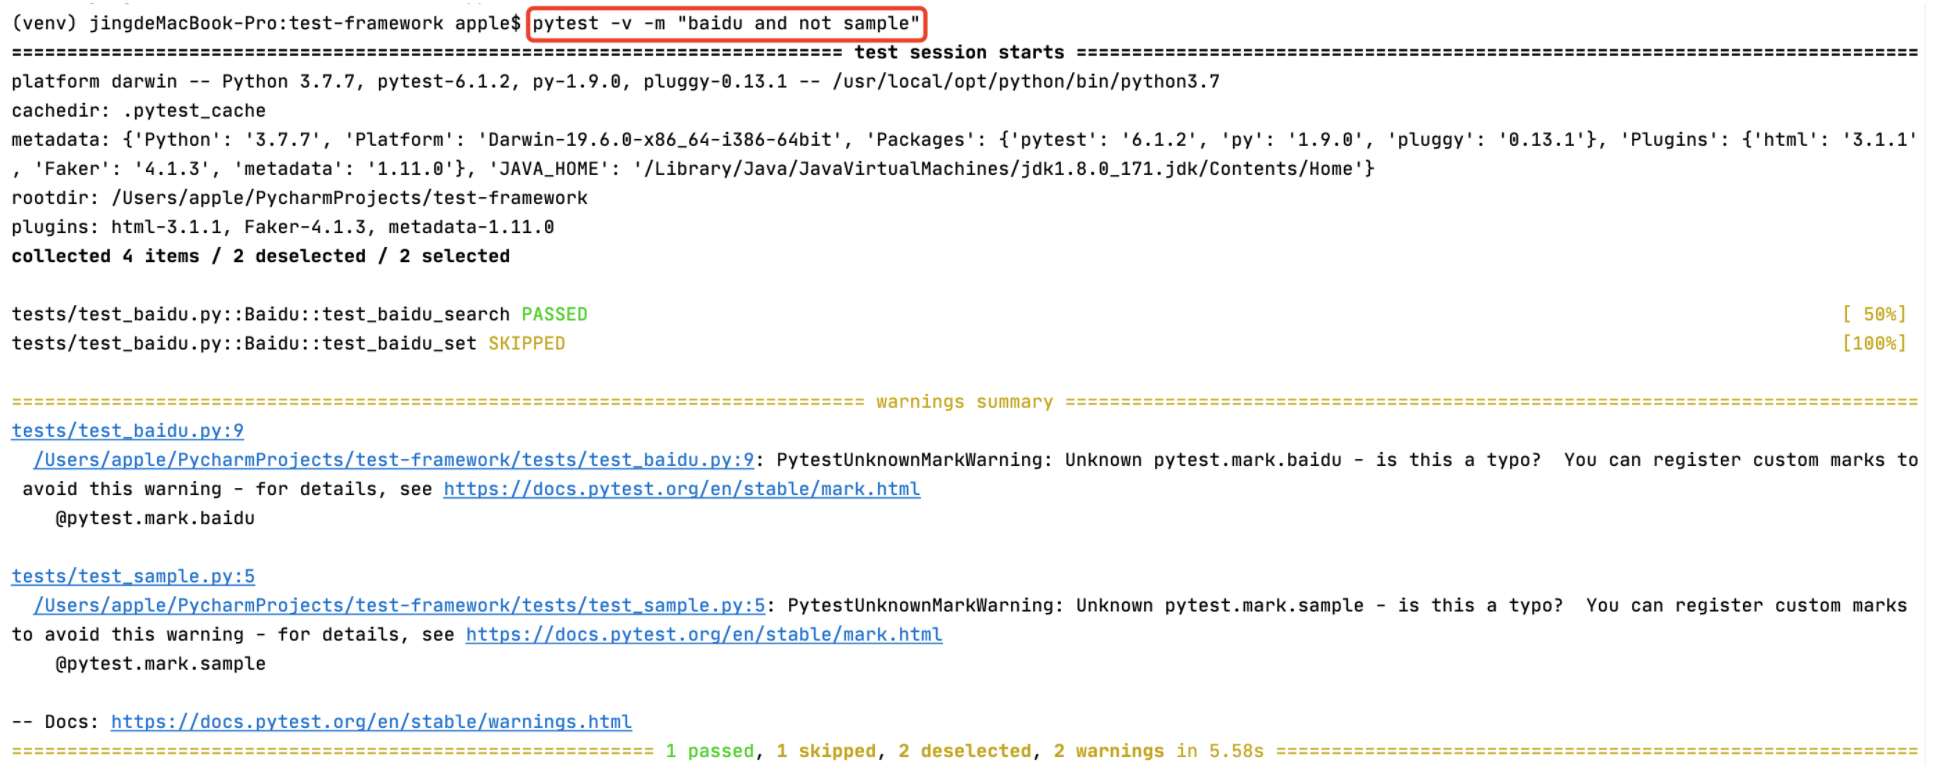 (venv) jingdeMacBook-Pro:test-framework apple$ pytest -v -m "baidu and not sample"
=========================================================================== test session starts ============================================================================
platform darwin -- Python 3.7.7, pytest-6.1.2, py-1.9.0, pluggy-0.13.1 -- /usr/local/opt/python/bin/python3.7
cachedir: .pytest_cache
metadata: {'Python': '3.7.7', 'Platform': 'Darwin-19.6.0-x86_64-i386-64bit', 'Packages': {'pytest': '6.1.2', 'py': '1.9.0', 'pluggy': '0.13.1'}, 'Plugins': {'html': '3.1.1'
, 'Faker': '4.1.3', 'metadata': '1.11.0'}, 'JAVA_HOME': '/Library/Java/JavaVirtualMachines/jdk1.8.0_171.jdk/Contents/Home'}
rootdir: /Users/apple/PycharmProjects/test-framework
plugins: html-3.1.1, Faker-4.1.3, metadata-1.11.0
collected 4 items / 2 deselected / 2 selected
tests/test_baidu.py::Baidu::test_baidu_search PASSED [ 50%]
tests/test_baidu.py::Baidu::test_baidu_set SKIPPED [100%]
============================================================================= warnings summary =============================================================================
tests/test_baidu.py:9
/Users/apple/PycharmProjects/test-framework/tests/test_baidu.py:9: PytestUnknownMarkWarning: Unknown pytest.mark.baidu - is this a typo?  You can register custom marks to
avoid this warning - for details, see https://docs.pytest.org/en/stable/mark.html
@pytest.mark.baidu
tests/test_sample.py:5
/Users/apple/PycharmProjects/test-framework/tests/test_sample.py:5: PytestUnknownMarkWarning: Unknown pytest.mark.sample - is this a typo?  You can register custom marks
to avoid this warning - for details, see https://docs.pytest.org/en/stable/mark.html
@pytest.mark.sample
-- Docs: https://docs.pytest.org/en/stable/warnings.html
========================================================== 1 passed, 1 skipped, 2 deselected, 2 warnings in 5.58s ==========================================================